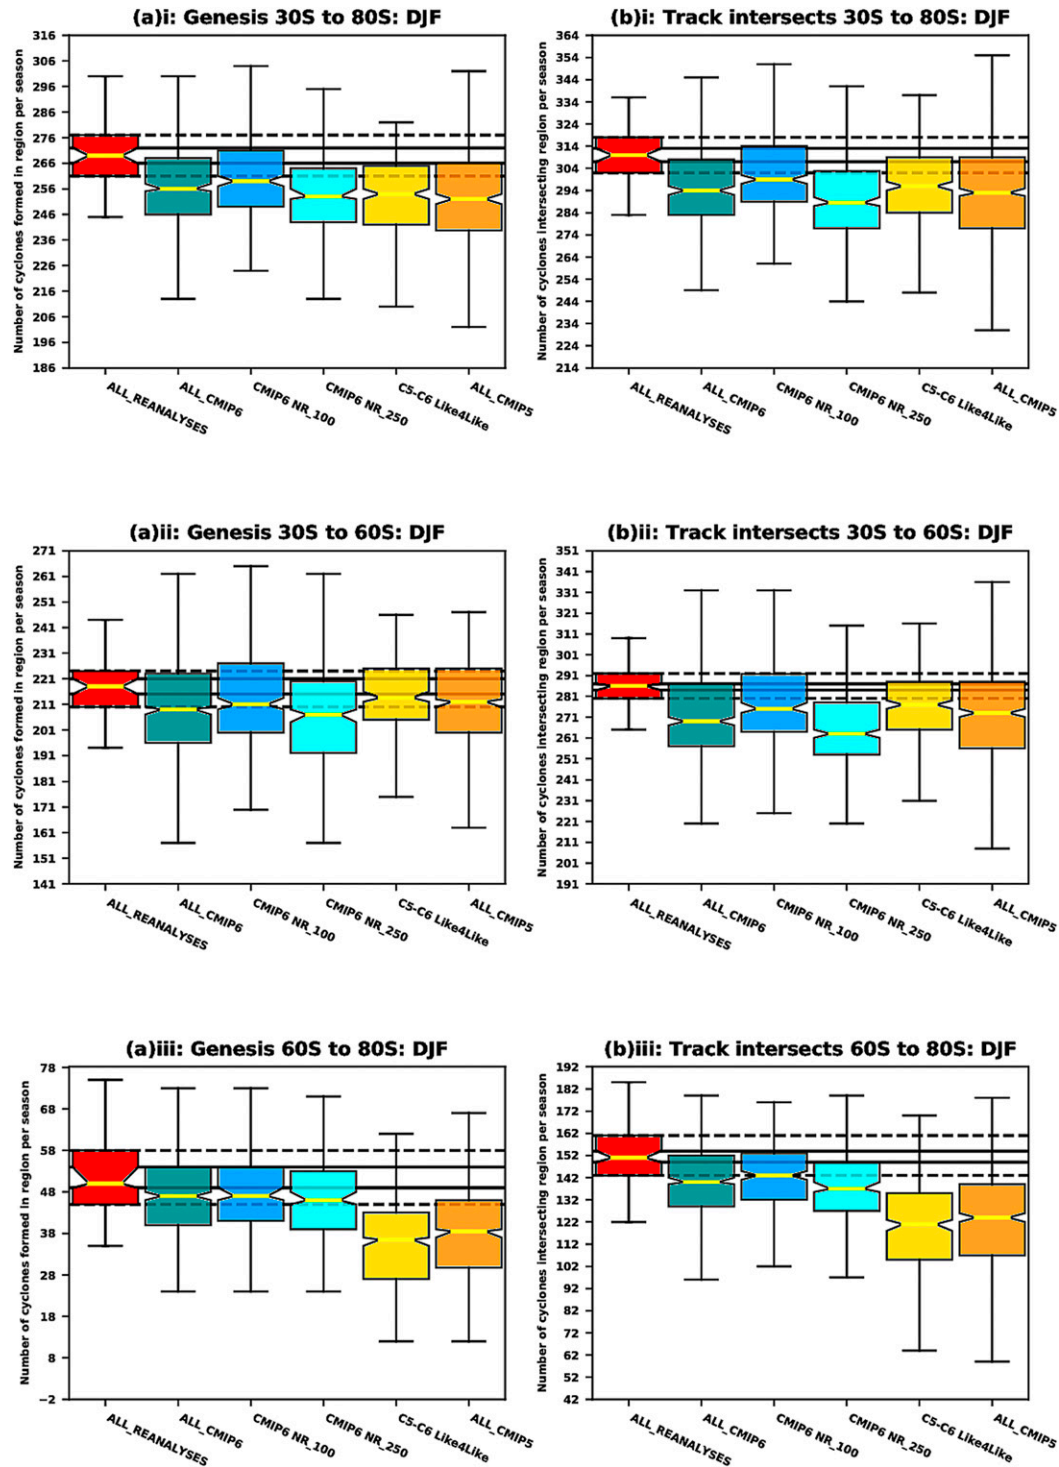 (a)i: Genesis 30S to 80S: DJF
Number of cyclones formed in region per season
316
306
296
286
276
266
256
246
236
226
216
206
196
186
ALL_REANALYSES
ALL_CMIP6
CMIP6 NR_100
CMIP6 NR_250
C5-C6 Like4Like
ALL_CMIP5
(b)i: Track intersects 30S to 80S: DJF
Number of cyclones intersecting region per season
364
354
344
334
324
314
304
294
284
274
264
254
244
234
224
214
ALL_REANALYSES
ALL_CMIP6
CMIP6 NR_100
CMIP6 NR_250
C5-C6 Like4Like
ALL_CMIP5
(a)ii: Genesis 30S to 60S: DJF
Number of cyclones formed in region per season
271
261
251
241
231
221
211
201
191
181
171
161
151
141
ALL_REANALYSES
ALL_CMIP6
CMIP6 NR_100
CMIP6 NR_250
C5-C6 Like4Like
ALL_CMIP5
(b)ii: Track intersects 30S to 60S: DJF
Number of cyclones intersecting region per season
351
341
331
321
311
301
291
281
271
261
251
241
231
221
211
201
191
ALL_REANALYSES
ALL_CMIP6
CMIP6 NR_100
CMIP6 NR_250
C5-C6 Like4Like
ALL_CMIP5
(a)iii: Genesis 60S to 80S: DJF
Number of cyclones formed in region per season
78
68
58
48
38
28
18
8
−2
ALL_REANALYSES
ALL_CMIP6
CMIP6 NR_100
CMIP6 NR_250
C5-C6 Like4Like
ALL_CMIP5
(b)iii: Track intersects 60S to 80S: DJF
Number of cyclones intersecting region per season
192
182
172
162
152
142
132
122
112
102
92
82
72
62
52
42
ALL_REANALYSES
ALL_CMIP6
CMIP6 NR_100
CMIP6 NR_250
C5-C6 Like4Like
ALL_CMIP5